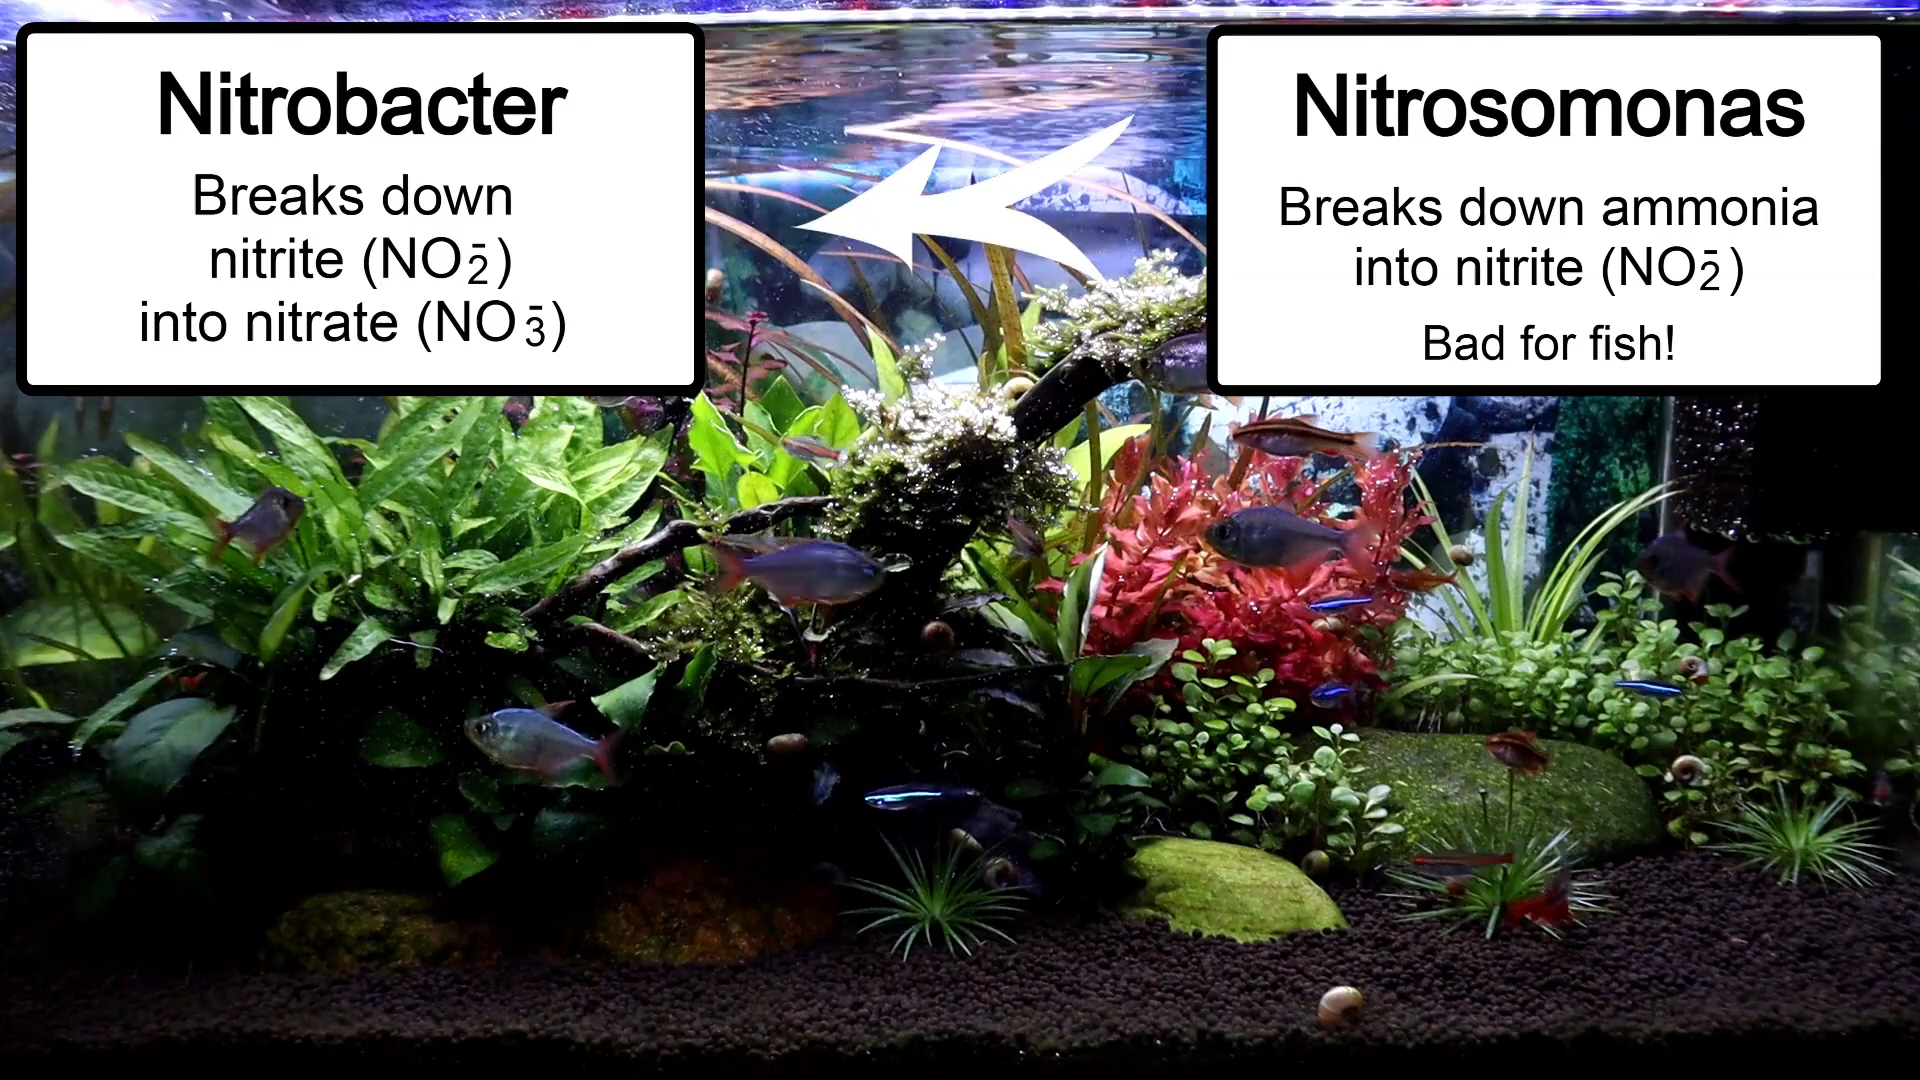 Nitrobacter
Breaks down
nitrite (NO₂⁻)
into nitrate (NO₃⁻)
Nitrosomonas
Breaks down ammonia
into nitrite (NO₂⁻)
Bad for fish!